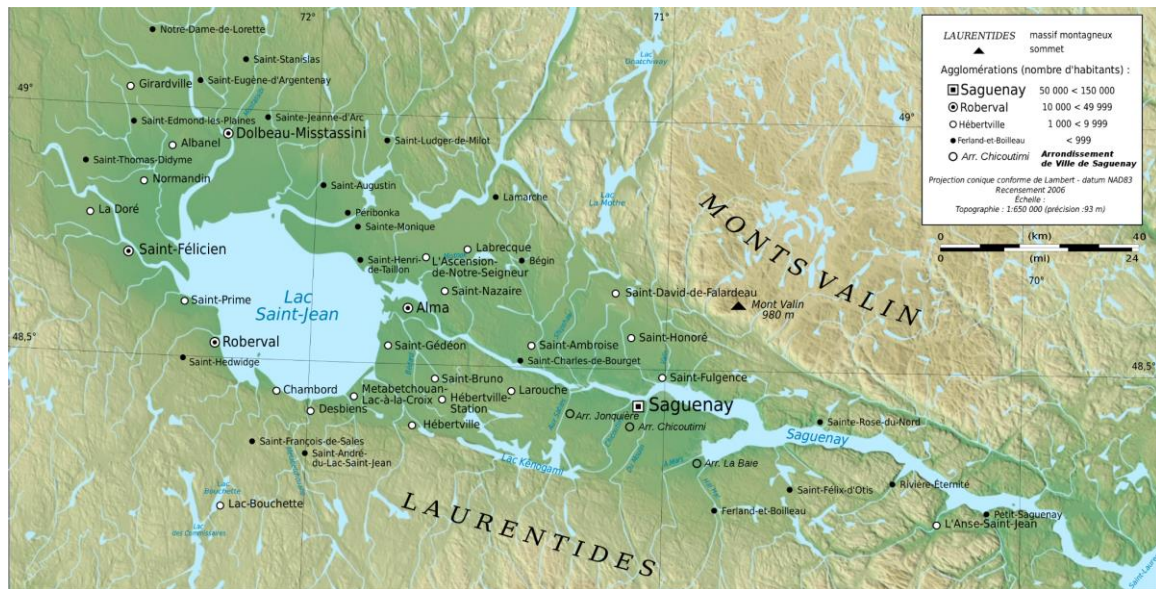 72°
71°
Notre-Dame-de-Lorette
Saint-Stanislas
Saint-Eugène-d'Argentenay
Girardville
49°
Saint-Edmond-les-Plaines
Sainte-Jeanne-d'Arc
Dolbeau-Misstassini
Albanel
Saint-Ludger-de-Milot
Saint-Thomas-Didyme
Normandin
Saint-Augustin
Lamarche
La Doré
Péribonka
Sainte-Monique
Lac
La Mothe
49°
LAURENTIDES massif montagneux
sommet
Agglomérations (nombre d'habitants) :
Saguenay 50 000 < 150 000
Roberval 10 000 < 49 999
Hébertville 1 000 < 9 999
Ferland-et-Boilleau < 999
Arr. Chicoutimi Arrondissement
de Ville de Saguenay
Projection conique conforme de Lambert - datum NAD83
Recensement 2006
Échelle :
Topographie : 1:650 000 (précision :93 m)
0 (km) 40
0 (mi) 24
70°
MONTS VALIN
Saint-Félicien
Saint-Henri-
de-Taillon
Labrecque
L'Ascension-
de-Notre-Seigneur
Bégin
Saint-Prime
Lac
Saint-Jean
Saint-Nazaire
Saint-David-de-Falardeau
Mont Valin
980 m
Alma
48,5°
Roberval
Saint-Hedwidge
Saint-Gédéon
Saint-Ambroise
Saint-Honoré
Saint-Charles-de-Bourget
48,5°
Chambord
Metabetchouan-
Lac-à-la-Croix
Saint-Bruno
Larouche
Saint-Fulgence
Desbiens
Hébertville-
Station
Saguenay
Arr. Jonquière
Arr. Chicoutimi
Hébertville
Sainte-Rose-du-Nord
Saguenay
Saint-François-de-Sales
Saint-André-
du-Lac-Saint-Jean
Lac Kénogami
Arr. La Baie
Lac
Bouchette
Lac-Bouchette
Saint-Félix-d'Otis
Rivière-Éternité
Ferland-et-Boilleau
Petit-Saguenay
L'Anse-Saint-Jean
LAURENTIDES